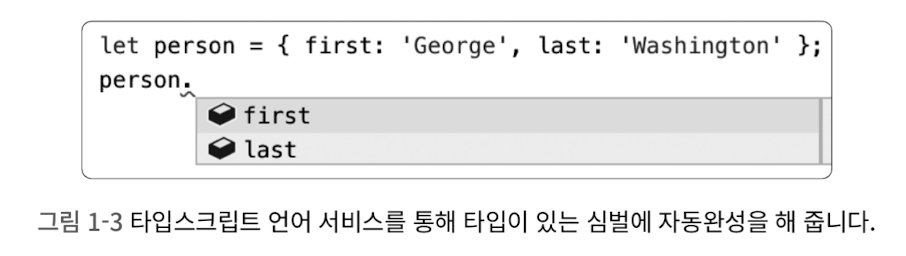 let person = { first: 'George', last: 'Washington' };
person.
first
last
그림 1-3 타입스크립트 언어 서비스를 통해 타입이 있는 심벌에 자동완성을 해 줍니다.